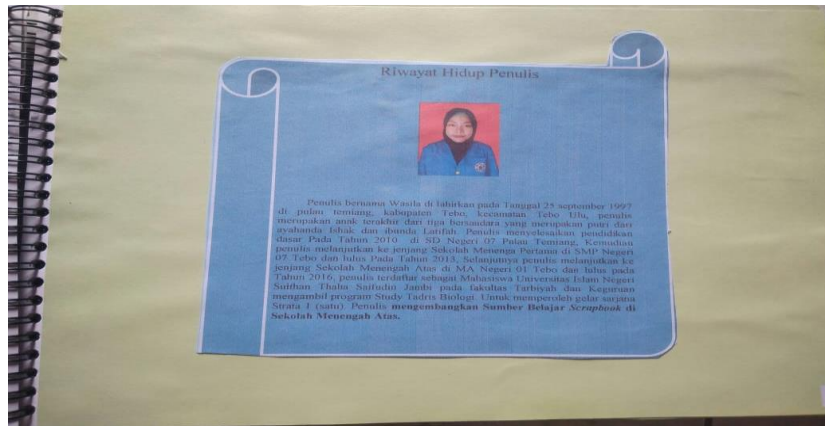 Riwayat Hidup Penulis
Penulis bernama Wasila di lahirkan pada Tanggal 25 september 1997
di pulau temiang, kabupaten Tebo, kecamatan Tebo Ulu, penulis
merupakan anak terakhir dari tiga bersaudara yang merupakan putri dari
ayahanda Ishak dan ibunda Latifah. Penulis menyelesaikan pendidikan
dasar Pada Tahun 2010 di SD Negeri 07 Pulau Temiang, Kemudian
penulis melanjutkan ke jenjang Sekolah Menenga Pertama di SMP Negeri
07 Tebo dan lulus Pada Tahun 2013, Selanjutnya penulis melanjutkan ke
jenjang Sekolah Menengah Atas di MA Negeri 01 Tebo dan lulus pada
Tahun 2016, penulis terdaftar sebagai Mahasiswa Universitas Islam Negeri
Sulthan Thaha Saifudin Jambi pada fakultas Tarbiyah dan Keguruan
mengambil program Study Tadris Biologi. Untuk memperoleh gelar sarjana
Strata 1 (satu). Penulis mengembangkan Sumber Belajar Scrapbook di
Sekolah Menengah Atas.